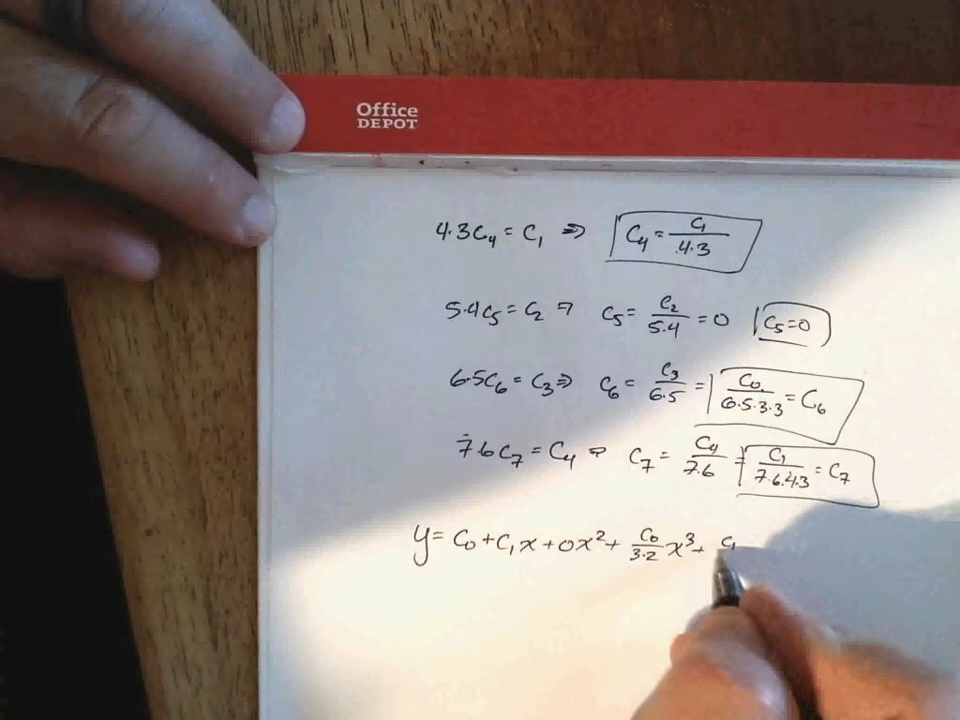 Office
DEPOT
4·3C₄ = C₁ ⇒ C₄ = C₁/4·3
5·4C₅ = C₂ ⇒ C₅ = C₂/5·4 = 0 C₅=0
6·5C₆ = C₃ ⇒ C₆ = C₃/6·5 = C₀/6·5·3·3 = C₆
7·6C₇ = C₄ ⇒ C₇ = C₄/7·6 = C₁/7·6·4·3 = C₇
y = C₀ + C₁x + 0x² + C₀/3·2 x³ + C₁